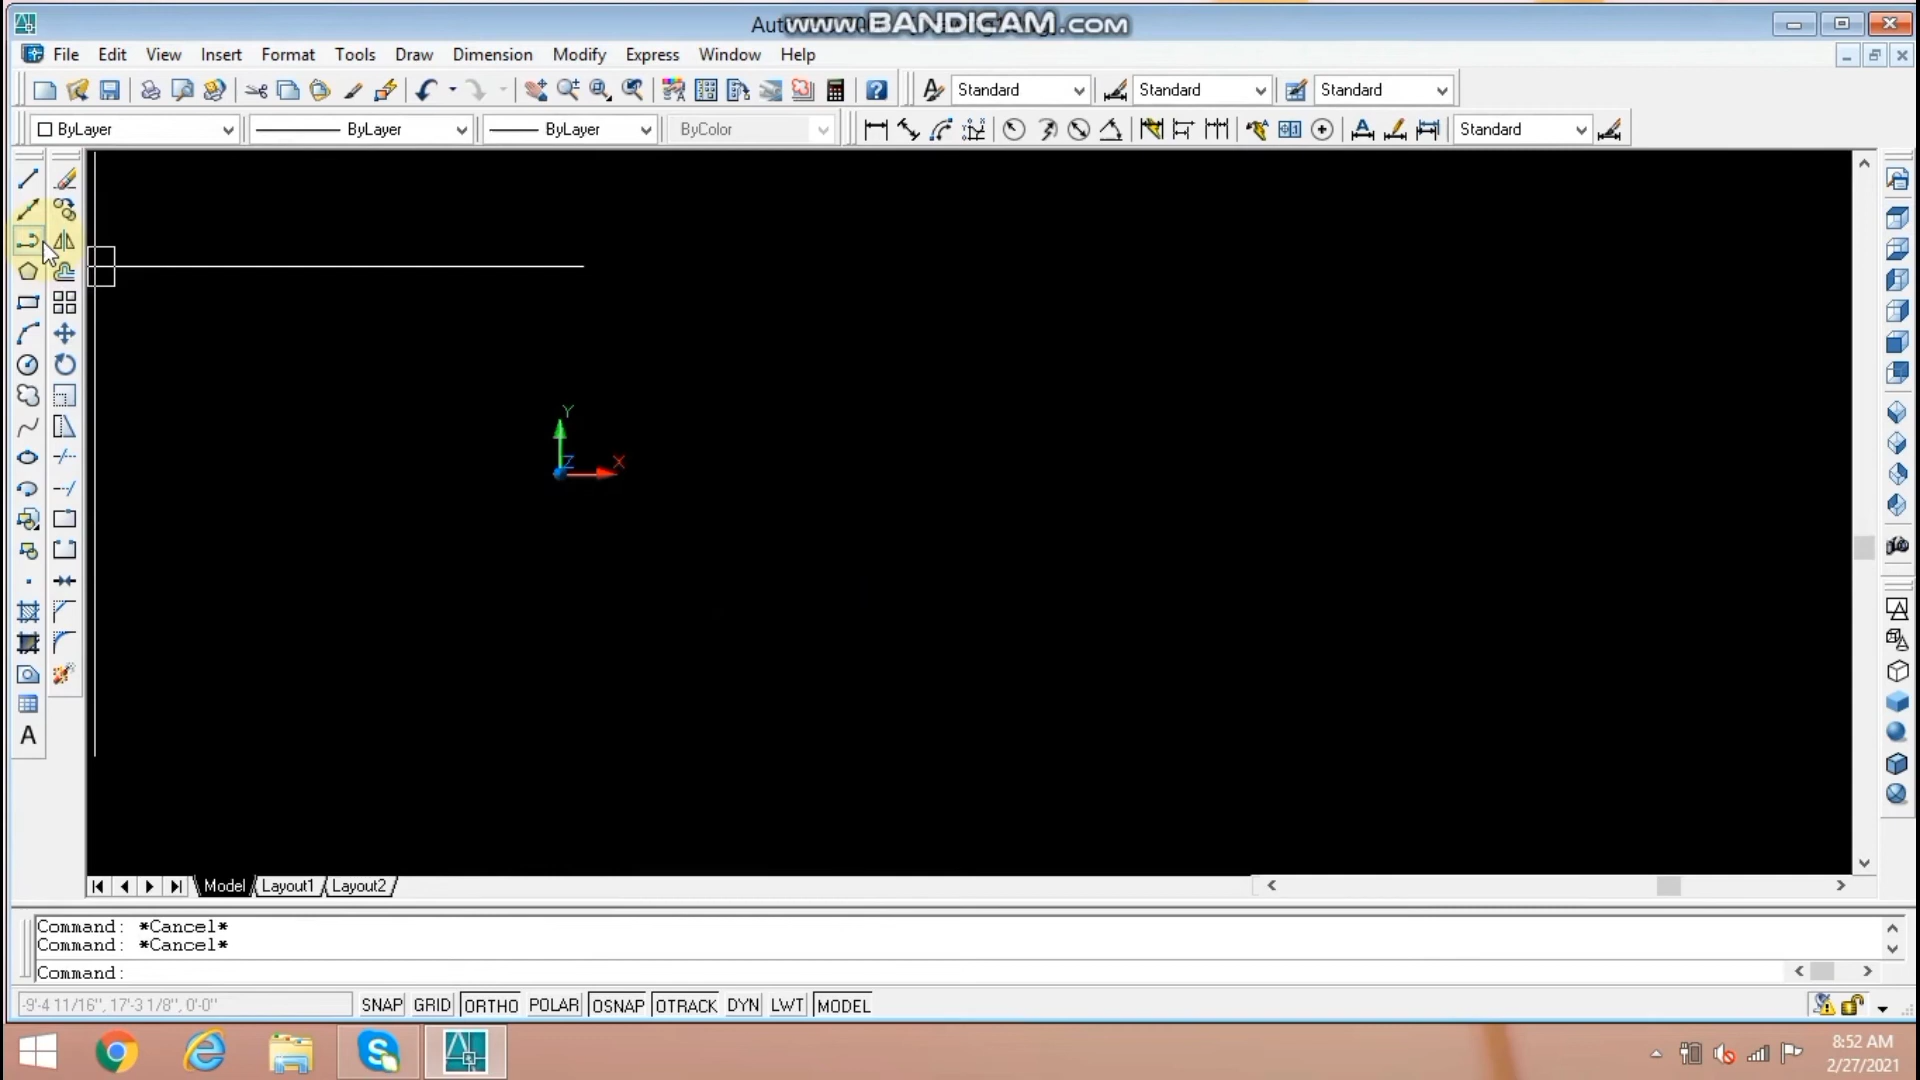 Auto
www.BANDICAM.com
File Edit View Insert Format Tools Draw Dimension Modify Express Window Help
Standard Standard Standard
ByLayer ByLayer ByLayer ByColor Standard
Y
Z X
A
Model Layout1 Layout2
Command: *Cancel*
Command: *Cancel*
Command:
-9'-4 11/16", 17'-3 1/8", 0'-0" SNAP GRID ORTHO POLAR OSNAP OTRACK DYN LWT MODEL
8:52 AM
2/27/2021